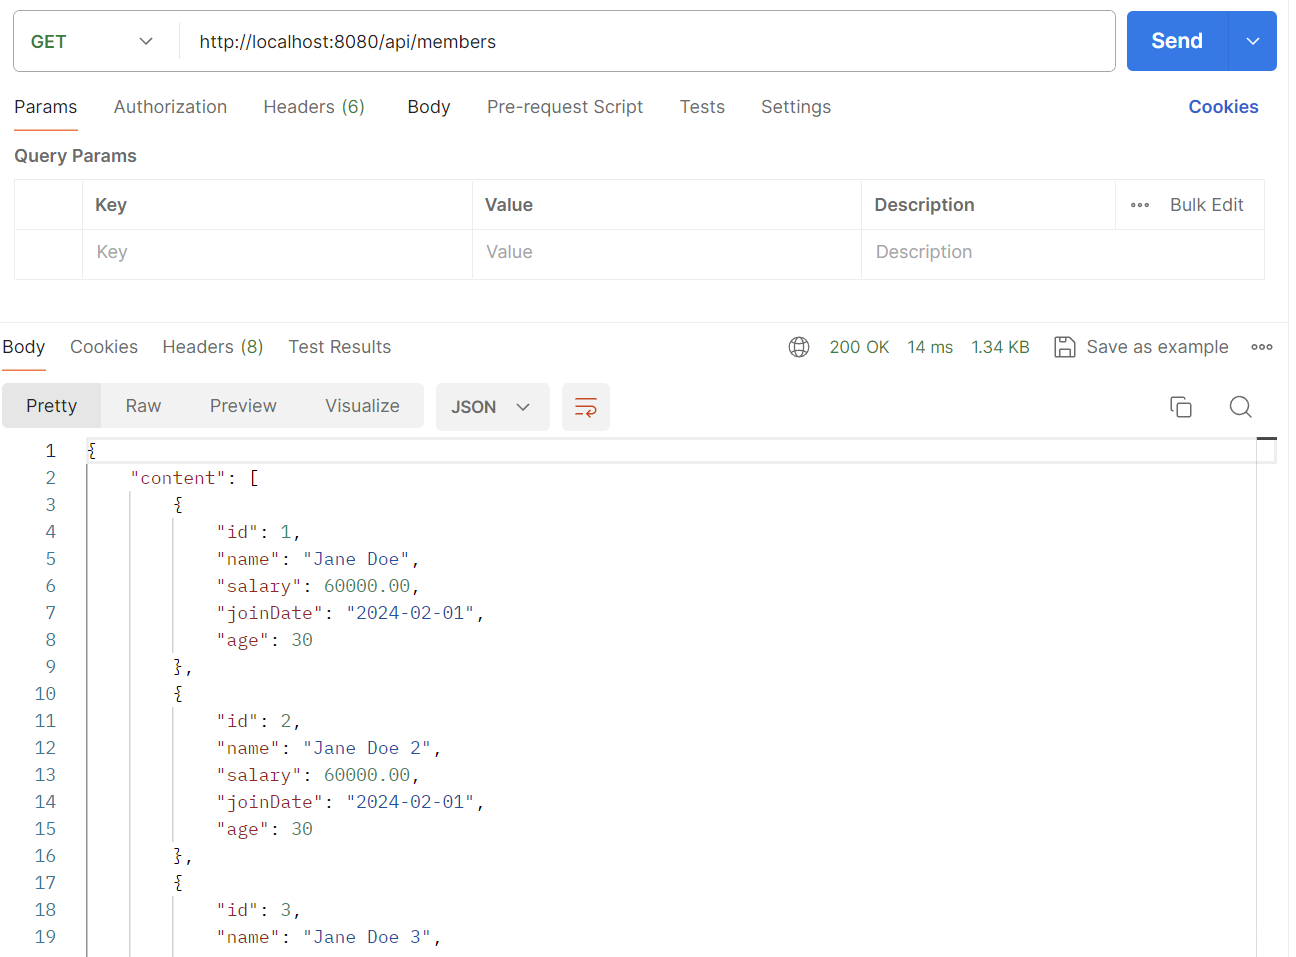 GET http://localhost:8080/api/members Send
Params Authorization Headers (6) Body Pre-request Script Tests Settings Cookies
Query Params
Key Value Description Bulk Edit
Key Value Description
Body Cookies Headers (8) Test Results 200 OK 14 ms 1.34 KB Save as example
Pretty Raw Preview Visualize JSON
1 {
2 "content": [
3 {
4 "id": 1,
5 "name": "Jane Doe",
6 "salary": 60000.00,
7 "joinDate": "2024-02-01",
8 "age": 30
9 },
10 {
11 "id": 2,
12 "name": "Jane Doe 2",
13 "salary": 60000.00,
14 "joinDate": "2024-02-01",
15 "age": 30
16 },
17 {
18 "id": 3,
19 "name": "Jane Doe 3",